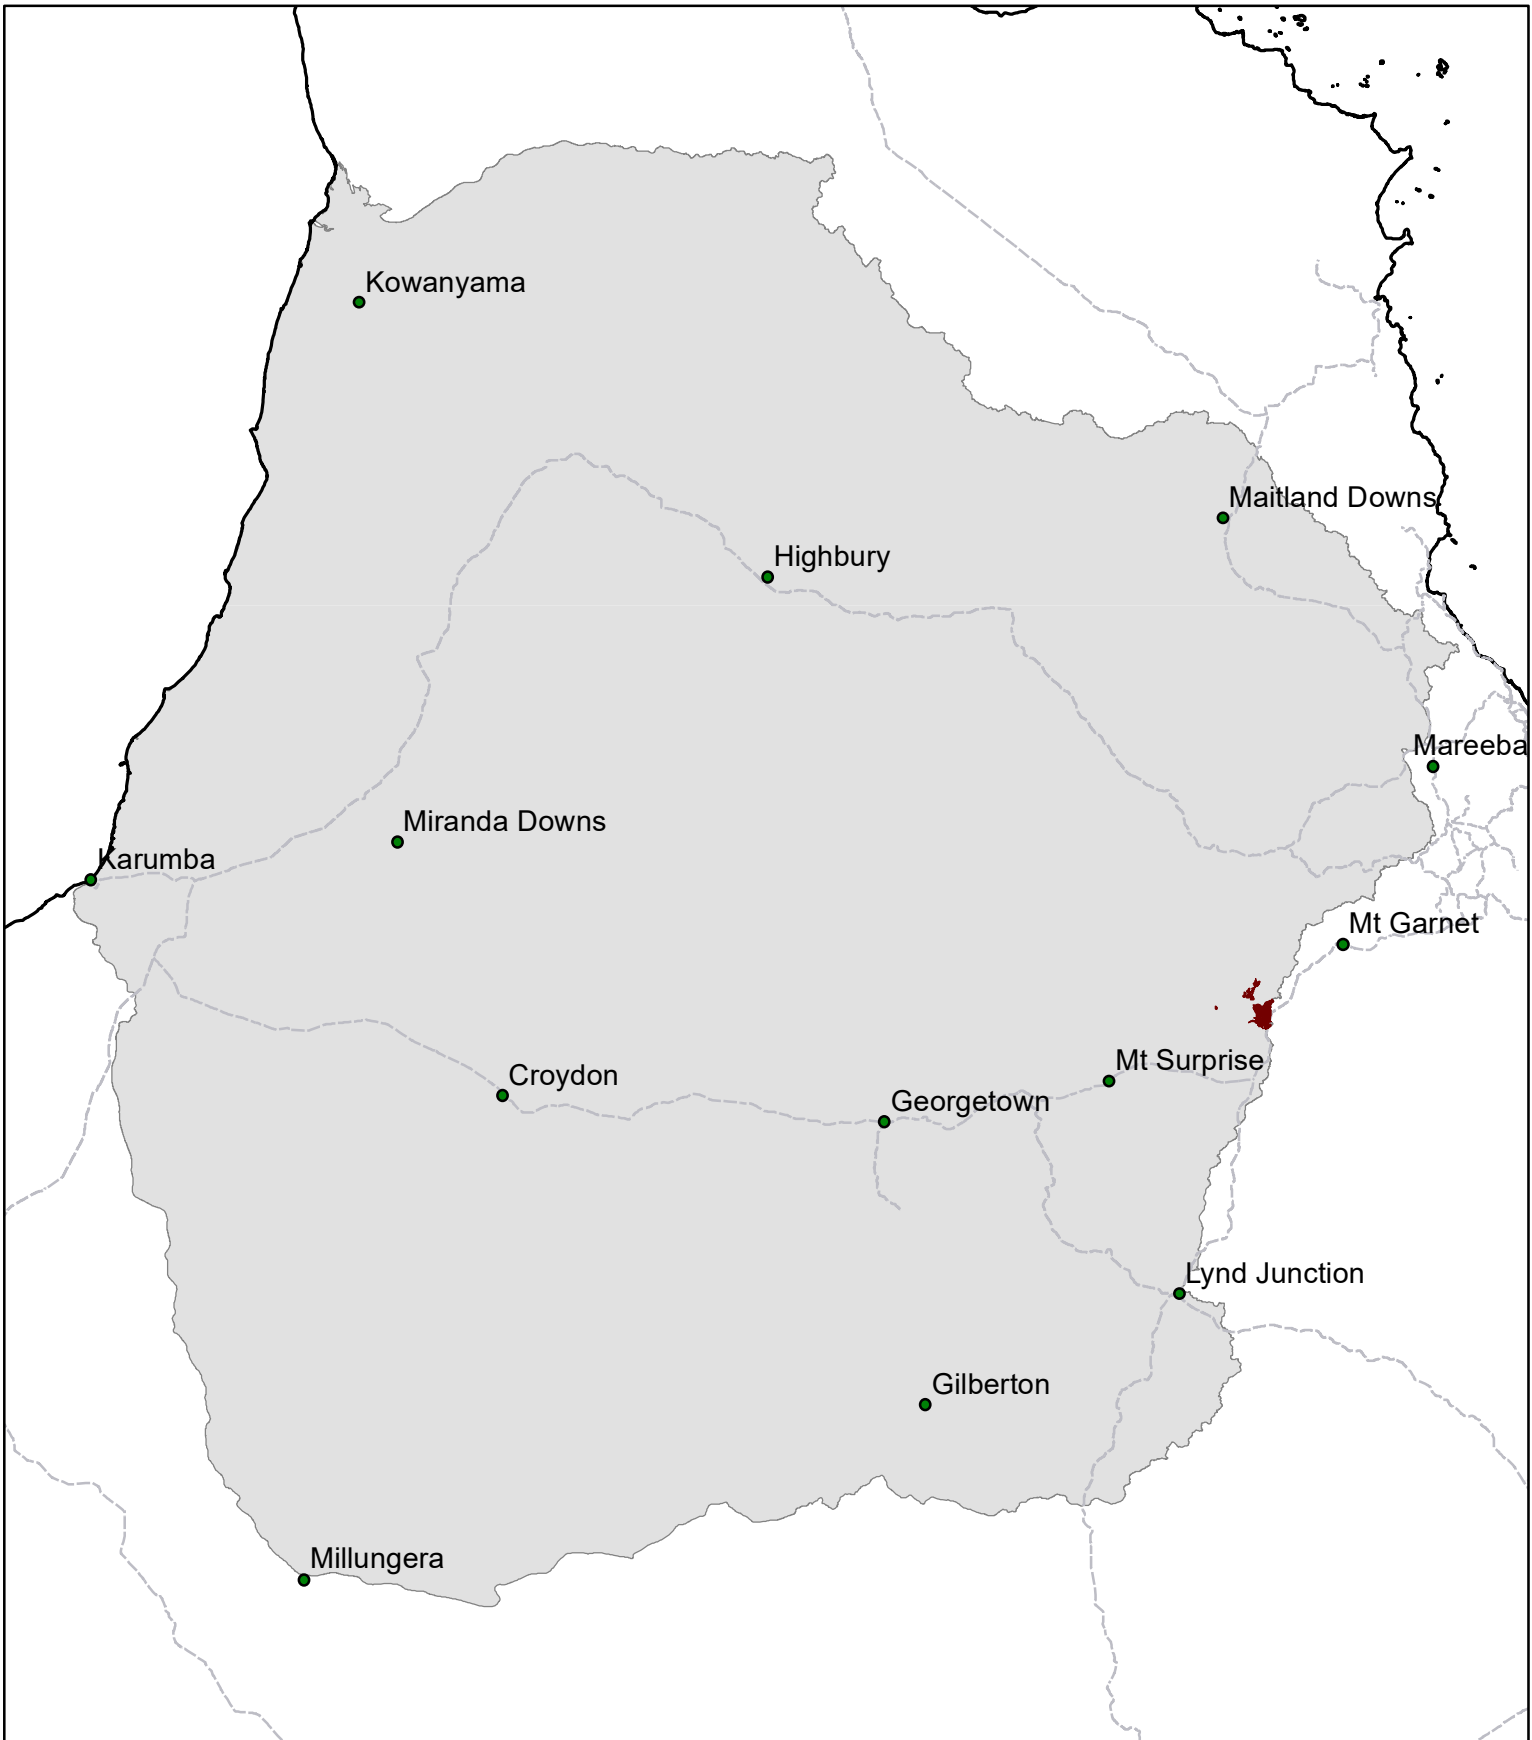 Kowanyama
Maitland Downs
Highbury
Mareeba
Miranda Downs
Karumba
Mt Garnet
Mt Surprise
Croydon
Georgetown
Lynd Junction
Gilberton
Millungera